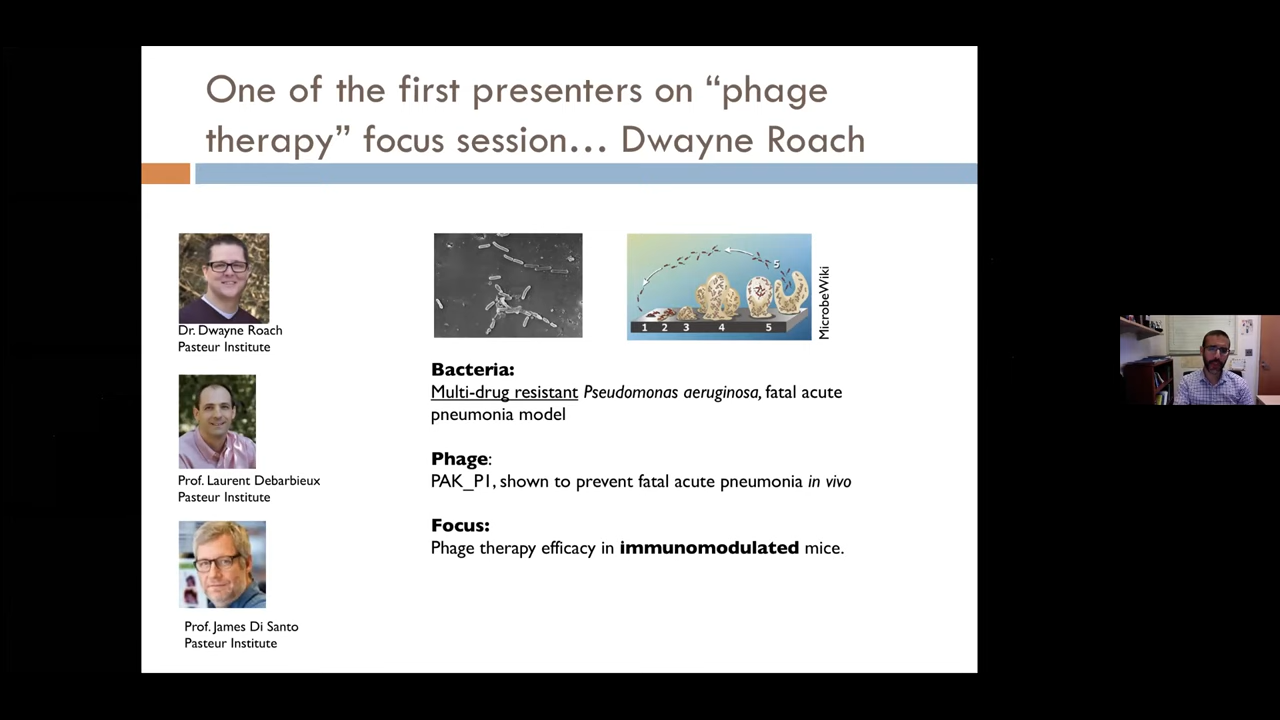 One of the first presenters on “phage
therapy” focus session… Dwayne Roach
Dr. Dwayne Roach
Pasteur Institute
Prof. Laurent Debarbieux
Pasteur Institute
Prof. James Di Santo
Pasteur Institute
5
1 2 3 4 5
MicrobeWiki
Bacteria:
Multi-drug resistant Pseudomonas aeruginosa, fatal acute
pneumonia model
Phage:
PAK_P1, shown to prevent fatal acute pneumonia in vivo
Focus:
Phage therapy efficacy in immunomodulated mice.